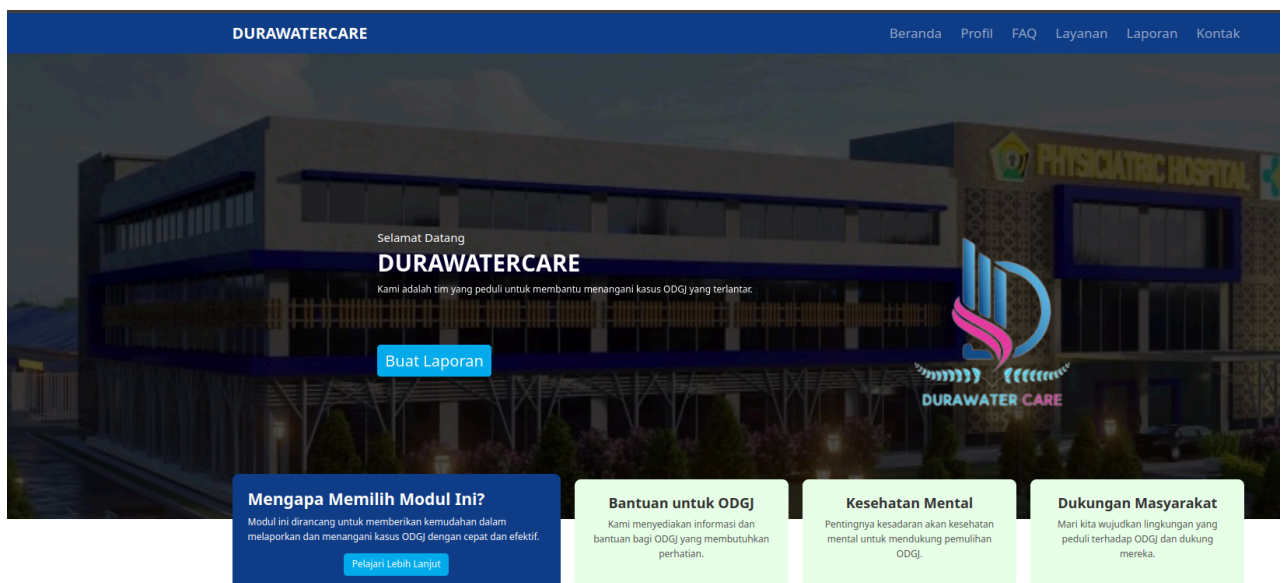 DURAWATERCARE
Beranda Profil FAQ Layanan Laporan Kontak
PHYSICIATRIC HOSPITAL
Selamat Datang
DURAWATERCARE
Kami adalah tim yang peduli untuk membantu menangani kasus ODGJ yang terlantar.
Buat Laporan
DURAWATER CARE
Mengapa Memilih Modul Ini?
Modul ini dirancang untuk memberikan kemudahan dalam
melaporkan dan menangani kasus ODGJ dengan cepat dan efektif.
Pelajari Lebih Lanjut
Bantuan untuk ODGJ
Kami menyediakan informasi dan
bantuan bagi ODGJ yang membutuhkan
perhatian.
Kesehatan Mental
Pentingnya kesadaran akan kesehatan
mental untuk mendukung pemulihan
ODGJ.
Dukungan Masyarakat
Mari kita wujudkan lingkungan yang
peduli terhadap ODGJ dan dukung
mereka.